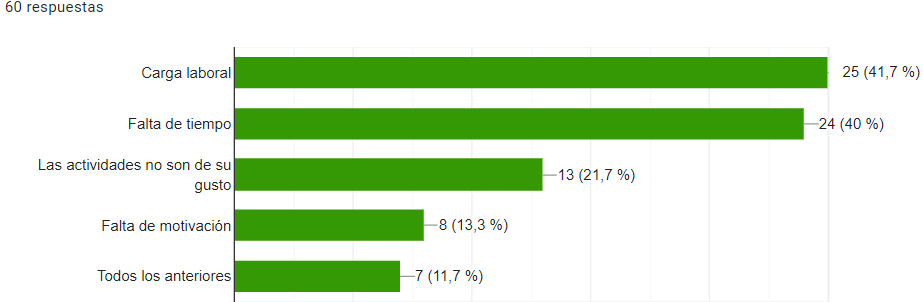 60 respuestas
Carga laboral
25 (41,7 %)
Falta de tiempo
24 (40 %)
Las actividades no son de su
gusto
13 (21,7 %)
Falta de motivación
8 (13,3 %)
Todos los anteriores
7 (11,7 %)